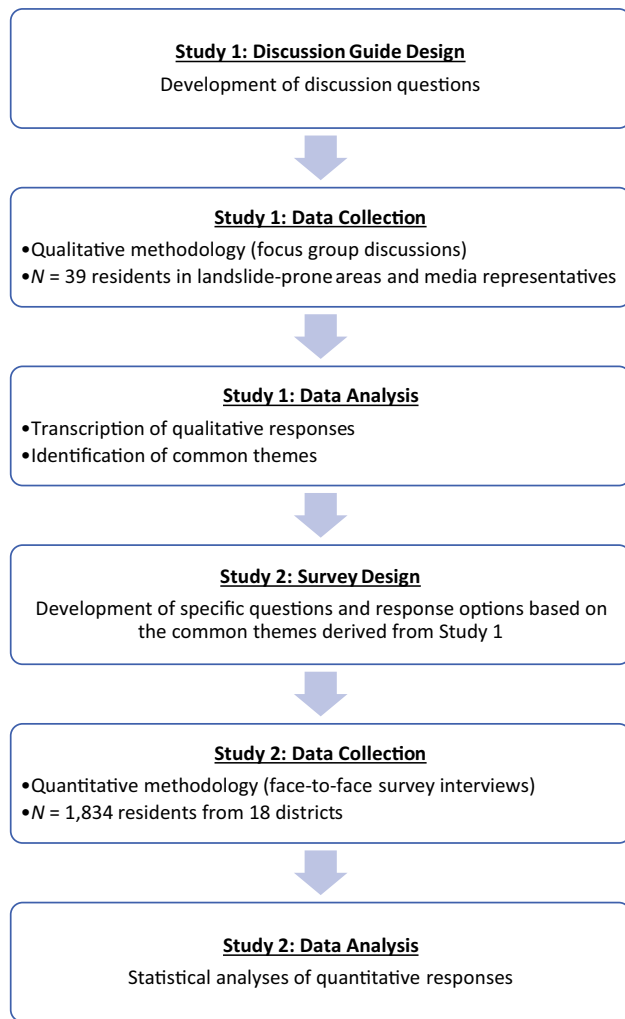 Study 1: Discussion Guide Design
Development of discussion questions
Study 1: Data Collection
•Qualitative methodology (focus group discussions)
•N = 39 residents in landslide-prone areas and media representatives
Study 1: Data Analysis
•Transcription of qualitative responses
•Identification of common themes
Study 2: Survey Design
Development of specific questions and response options based on
the common themes derived from Study 1
Study 2: Data Collection
•Quantitative methodology (face-to-face survey interviews)
•N = 1,834 residents from 18 districts
Study 2: Data Analysis
Statistical analyses of quantitative responses